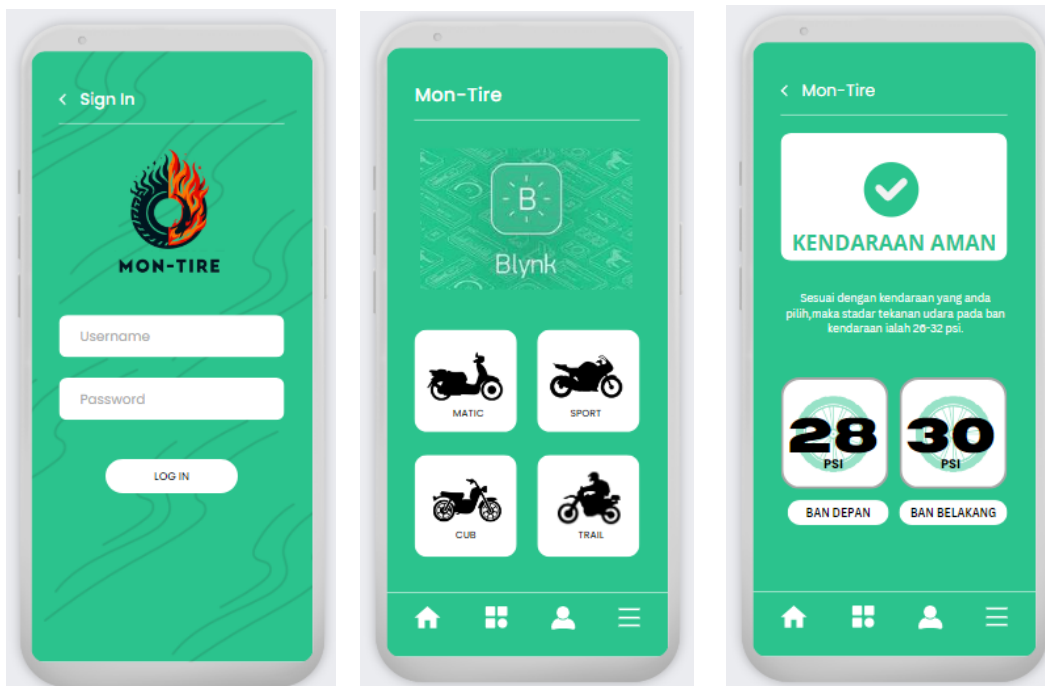 Sign In
MON-TIRE
Username
Password
LOG IN
Mon-Tire
B
Blynk
MATIC
SPORT
CUB
TRAIL
Mon-Tire
KENDARAAN AMAN
Sesuai dengan kendaraan yang anda
pilih,maka stadar tekanan udara pada ban
kendaraan ialah 26-32 psi.
28
PSI
30
PSI
BAN DEPAN
BAN BELAKANG